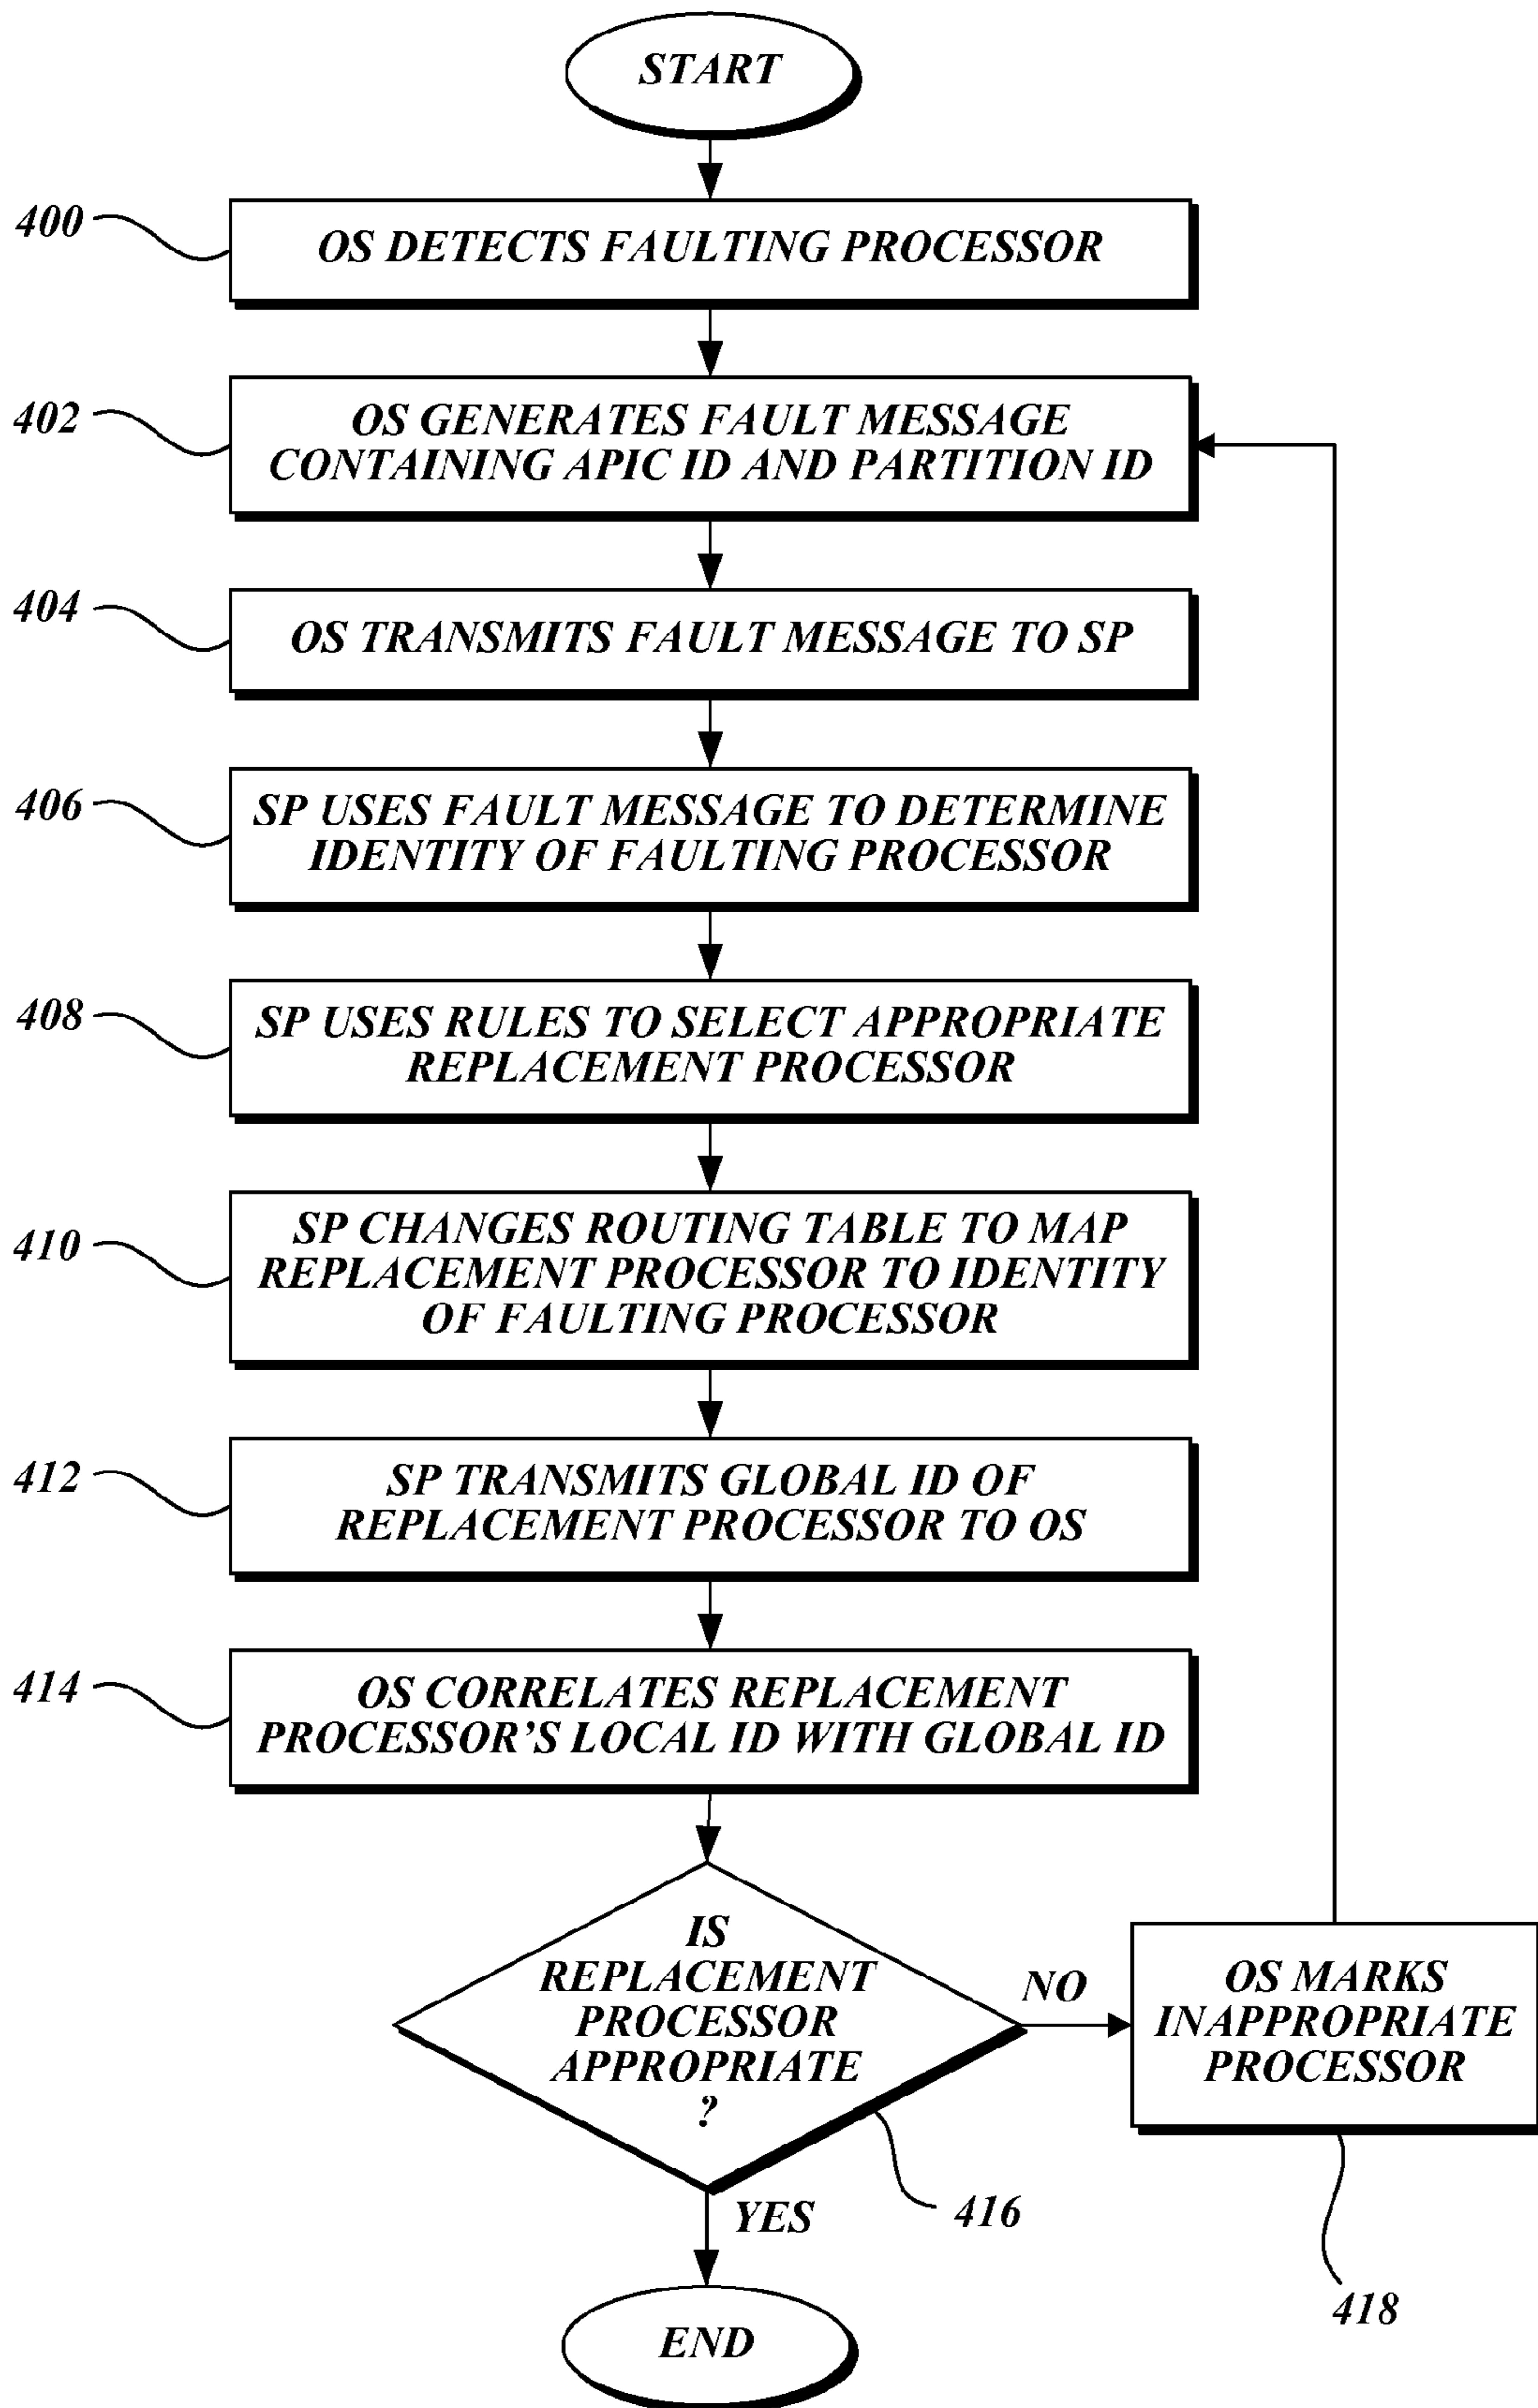 START
400
OS DETECTS FAULTING PROCESSOR
402
OS GENERATES FAULT MESSAGE
CONTAINING APIC ID AND PARTITION ID
404
OS TRANSMITS FAULT MESSAGE TO SP
406
SP USES FAULT MESSAGE TO DETERMINE
IDENTITY OF FAULTING PROCESSOR
408
SP USES RULES TO SELECT APPROPRIATE
REPLACEMENT PROCESSOR
410
SP CHANGES ROUTING TABLE TO MAP
REPLACEMENT PROCESSOR TO IDENTITY
OF FAULTING PROCESSOR
412
SP TRANSMITS GLOBAL ID OF
REPLACEMENT PROCESSOR TO OS
414
OS CORRELATES REPLACEMENT
PROCESSOR'S LOCAL ID WITH GLOBAL ID
IS
REPLACEMENT
PROCESSOR
APPROPRIATE
?
NO
OS MARKS
INAPPROPRIATE
PROCESSOR
YES
416
418
END